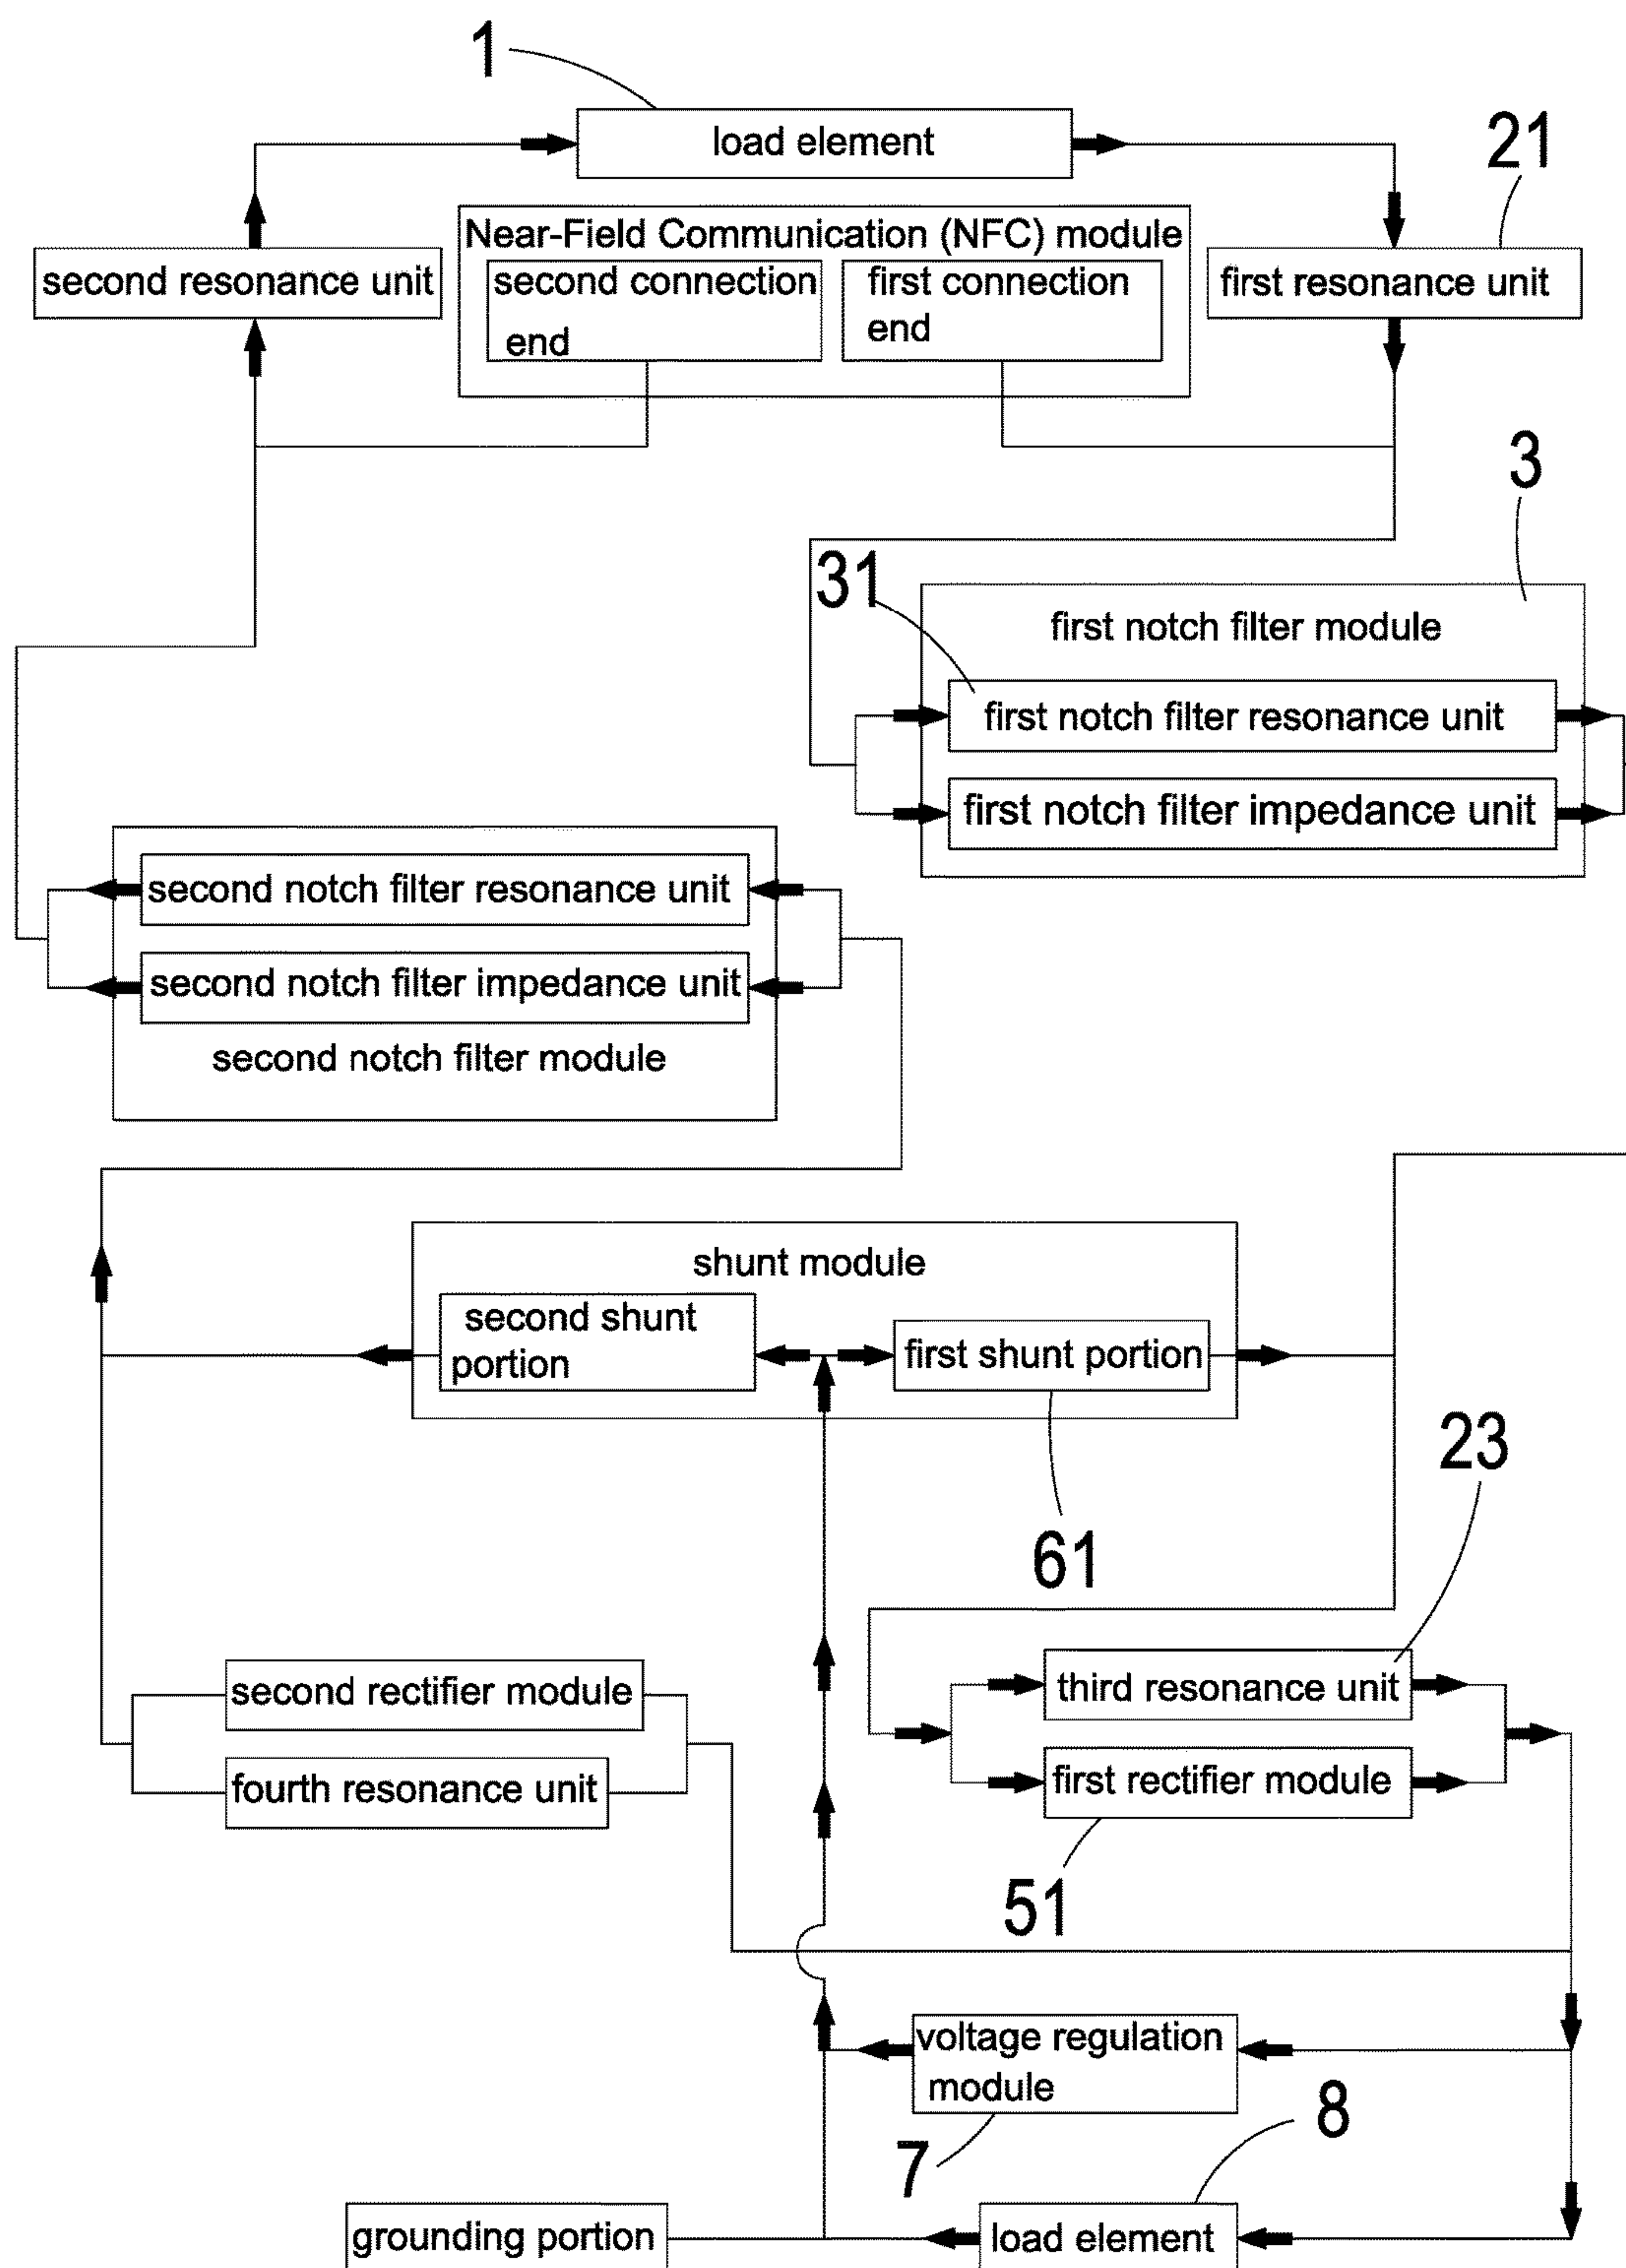 1
load element
21
Near-Field Communication (NFC) module
second resonance unit
second connection
end
first connection
end
first resonance unit
3
31
first notch filter module
first notch filter resonance unit
first notch filter impedance unit
second notch filter resonance unit
second notch filter impedance unit
second notch filter module
shunt module
second shunt
portion
first shunt portion
23
61
second rectifier module
third resonance unit
fourth resonance unit
first rectifier module
51
voltage regulation
module
8
7
grounding portion
load element